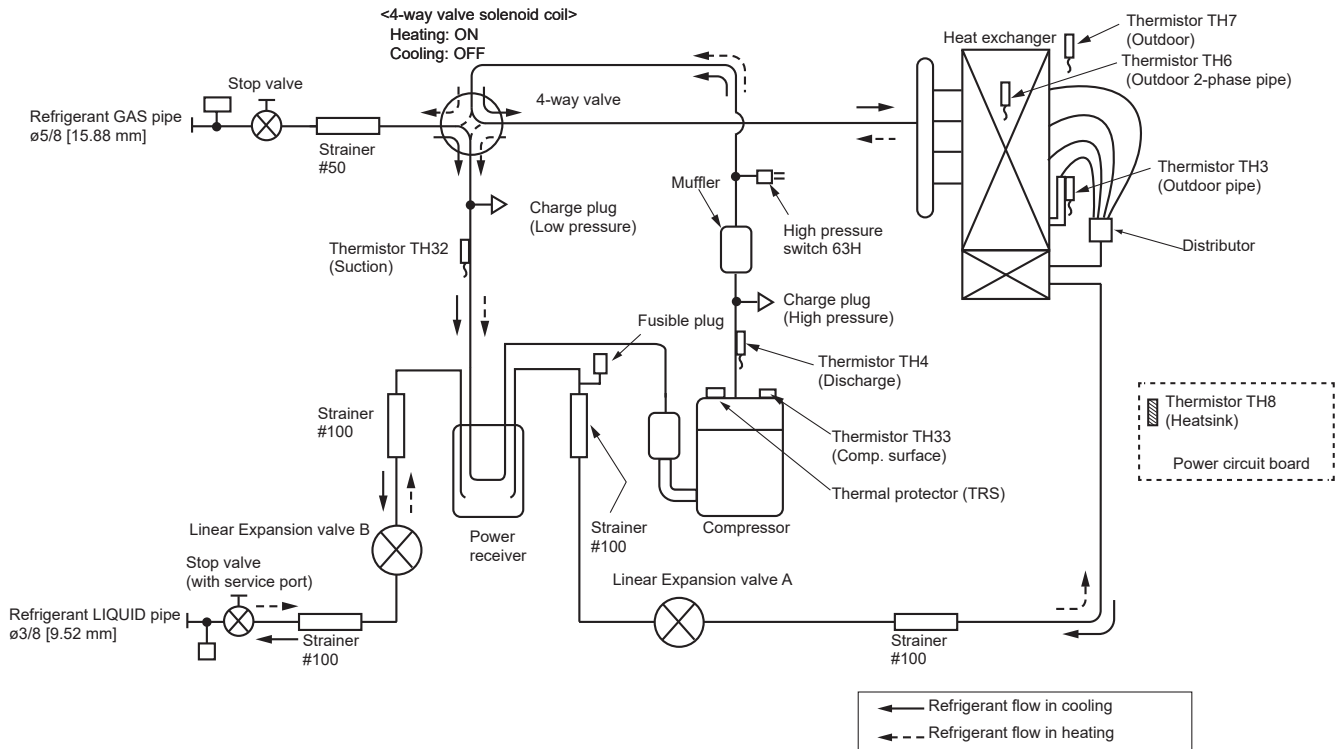 <4-way valve solenoid coil>
Heating: ON
Cooling: OFF
Stop valve
Refrigerant GAS pipe
ø5/8 [15.88 mm]
Strainer
#50
4-way valve
Heat exchanger
Thermistor TH7
(Outdoor)
Thermistor TH6
(Outdoor 2-phase pipe)
Thermistor TH3
(Outdoor pipe)
Distributor
Muffler
High pressure
switch 63H
Charge plug
(Low pressure)
Thermistor TH32
(Suction)
Charge plug
(High pressure)
Fusible plug
Thermistor TH4
(Discharge)
Strainer
#100
Thermistor TH33
(Comp. surface)
Thermal protector (TRS)
Thermistor TH8
(Heatsink)
Power circuit board
Linear Expansion valve B
Power
receiver
Strainer
#100
Compressor
Stop valve
(with service port)
Linear Expansion valve A
Refrigerant LIQUID pipe
ø3/8 [9.52 mm]
Strainer
#100
Strainer
#100
Refrigerant flow in cooling
Refrigerant flow in heating